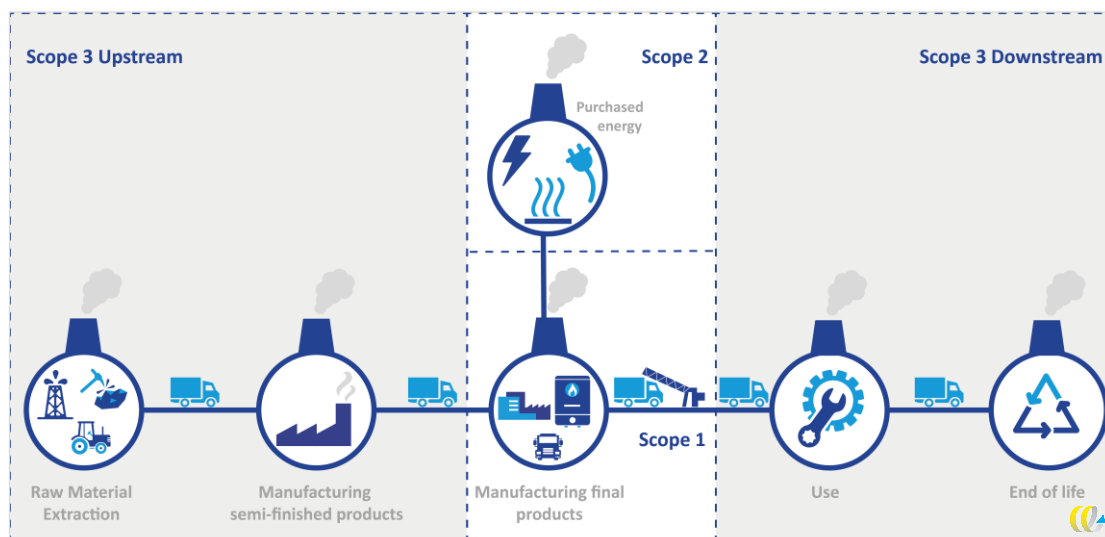 Scope 3 Upstream
Scope 2
Scope 3 Downstream
Purchased
energy
Scope 1
Raw Material
Extraction
Manufacturing
semi-finished products
Manufacturing final
products
Use
End of life